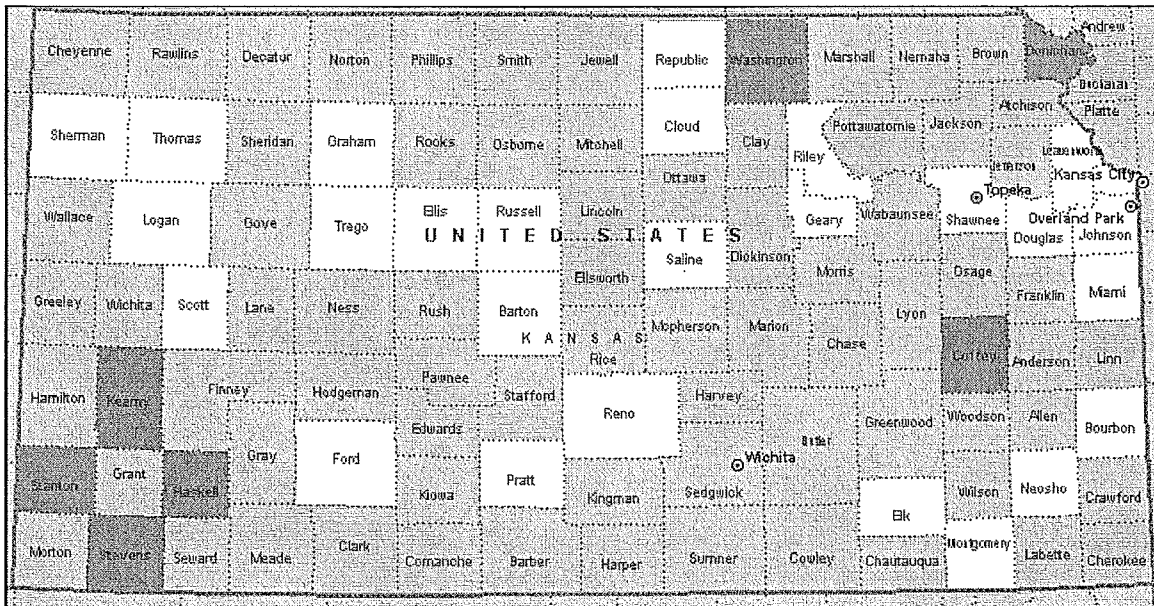 Cheyenne Rawlins Decatur Norton Phillips Smith Jewell Republic Washington Marshall Nemaha Brown Doniphan Andrew
Buchanan
Sherman Thomas Sheridan Graham Rooks Osborne Mitchell Cloud Clay Riley Pottawatomie Jackson Atchison Platte
Leavenworth
Ottawa Jefferson Kansas City
Topeka
Wallace Logan Gove Trego Ellis Russell Lincoln Saline Dickinson Geary Wabaunsee Shawnee Overland Park
Douglas Johnson
UNITED STATES
Ellsworth Morris Osage
Greeley Wichita Scott Lane Ness Rush Barton Mcpherson Marion Chase Lyon Franklin Miami
KANSAS
Rice
Hamilton Kearny Finney Hodgeman Pawnee Stafford Reno Harvey Coffey Anderson Linn
Edwards Butler Greenwood Woodson Allen Bourbon
Stanton Grant Haskell Gray Ford Kiowa Pratt Kingman Sedgwick Wichita Elk Wilson Neosho Crawford
Morton Stevens Seward Meade Clark Comanche Barber Harper Sumner Cowley Chautauqua Montgomery Labette Cherokee